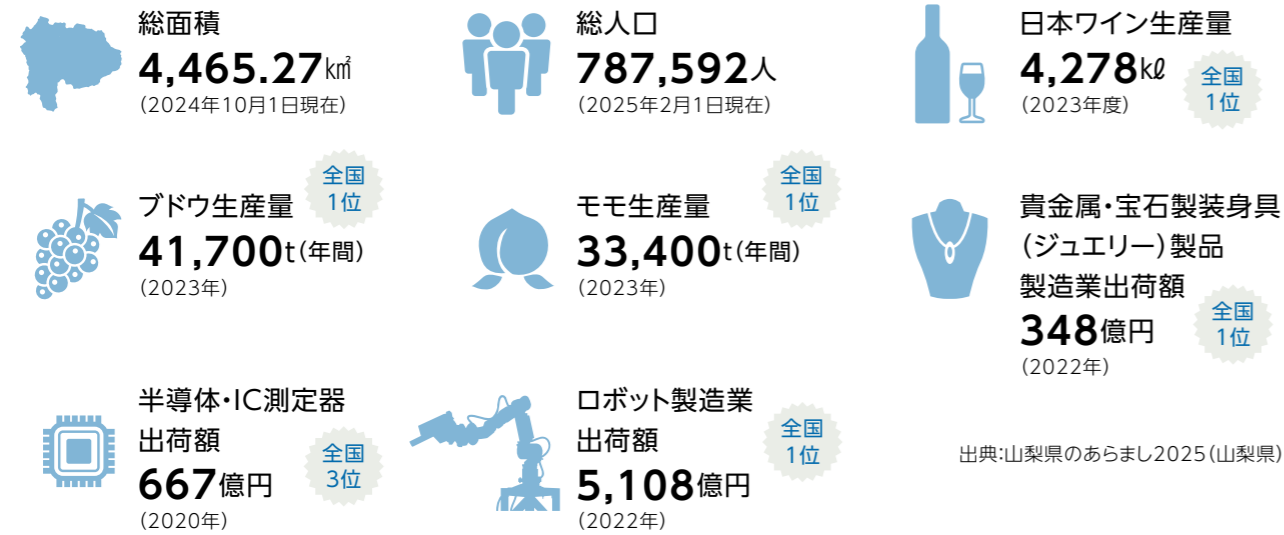 総面積
4,465.27㎢
(2024年10月1日現在)
総人口
787,592人
(2025年2月1日現在)
日本ワイン生産量
4,278kℓ
(2023年度)
全国
1位
ブドウ生産量
41,700t(年間)
(2023年)
全国
1位
モモ生産量
33,400t(年間)
(2023年)
全国
1位
貴金属・宝石製装身具
(ジュエリー)製品
製造業出荷額
348億円
(2022年)
全国
1位
半導体・IC測定器
出荷額
667億円
(2020年)
全国
3位
ロボット製造業
出荷額
5,108億円
(2022年)
全国
1位
出典:山梨県のあらまし2025(山梨県)